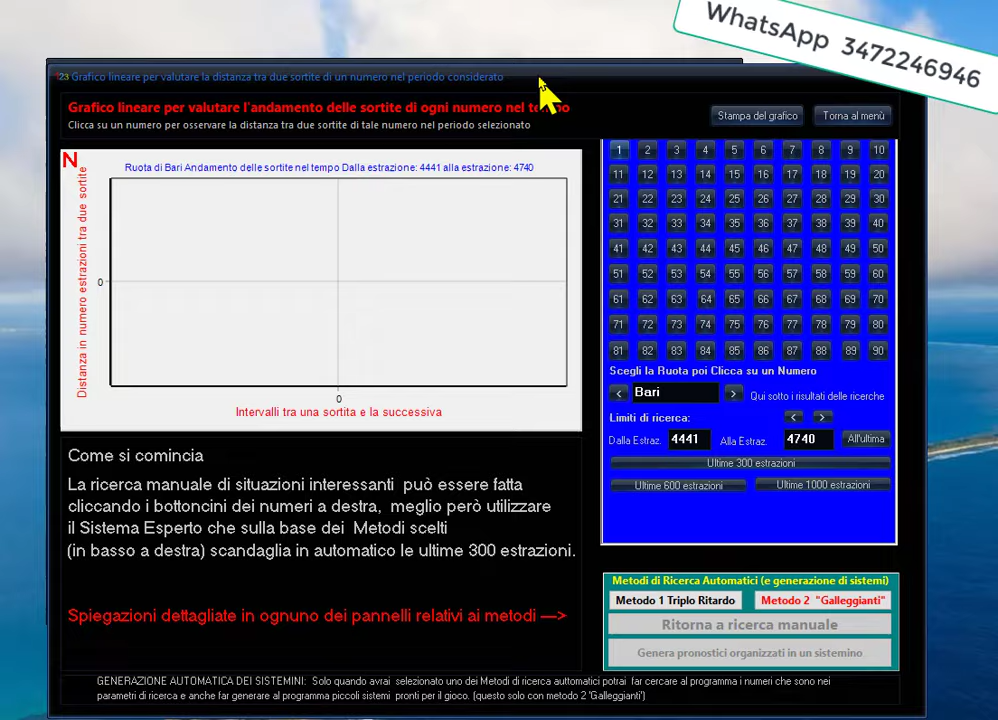 WhatsApp 3472246946
123 Grafico lineare per valutare la distanza tra due sortite di un numero nel periodo considerato
Grafico lineare per valutare l'andamento delle sortite di ogni numero nel tempo
Clicca su un numero per osservare la distanza tra due sortite di tale numero nel periodo selezionato
Stampa del grafico
Torna al menù
N
Ruota di Bari Andamento delle sortite nel tempo Dalla estrazione: 4441 alla estrazione: 4740
Distanza in numero estrazioni tra due sortite
0
0
Intervalli tra una sortita e la successiva
1 2 3 4 5 6 7 8 9 10
11 12 13 14 15 16 17 18 19 20
21 22 23 24 25 26 27 28 29 30
31 32 33 34 35 36 37 38 39 40
41 42 43 44 45 46 47 48 49 50
51 52 53 54 55 56 57 58 59 60
61 62 63 64 65 66 67 68 69 70
71 72 73 74 75 76 77 78 79 80
81 82 83 84 85 86 87 88 89 90
Scegli la Ruota poi Clicca su un Numero
< Bari > Qui sotto i risultati delle ricerche
Limiti di ricerca: < >
Dalla Estraz. 4441 Alla Estraz. 4740 All'ultima
Ultime 300 estrazioni
Ultime 600 estrazioni Ultime 1000 estrazioni
Come si comincia
La ricerca manuale di situazioni interessanti può essere fatta
cliccando i bottoncini dei numeri a destra, meglio però utilizzare
il Sistema Esperto che sulla base dei Metodi scelti
(in basso a destra) scandaglia in automatico le ultime 300 estrazioni.
Spiegazioni dettagliate in ognuno dei pannelli relativi ai metodi —>
Metodi di Ricerca Automatici (e generazione di sistemi)
Metodo 1 Triplo Ritardo
Metodo 2 "Galleggianti"
Ritorna a ricerca manuale
Genera pronostici organizzati in un sistemino
GENERAZIONE AUTOMATICA DEI SISTEMINI: Solo quando avrai selezionato uno dei Metodi di ricerca auttomatici potrai far cercare al programma i numeri che sono nei
parametri di ricerca e anche far generare al programma piccoli sistemi pronti per il gioco. (questo solo con metodo 2 'Galleggianti')